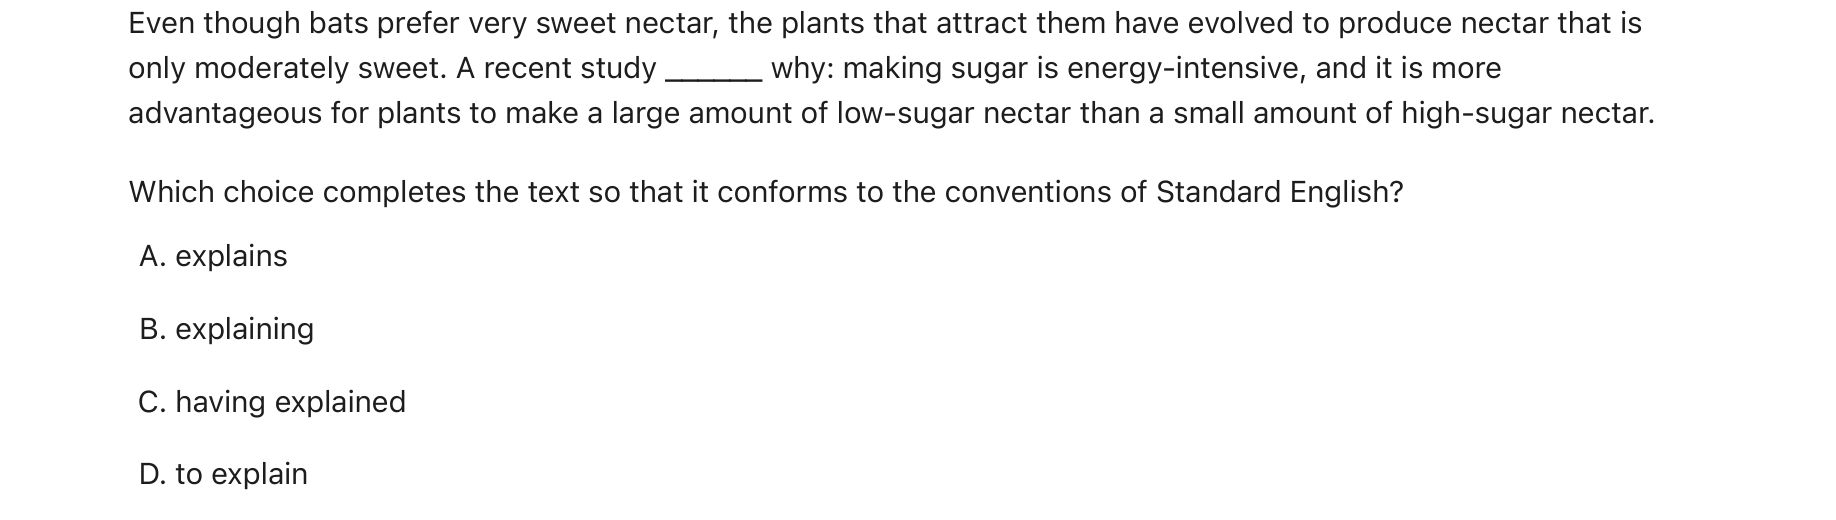 Even though bats prefer very sweet nectar, the plants that attract them have evolved to produce nectar that is
only moderately sweet. A recent study ______ why: making sugar is energy-intensive, and it is more
advantageous for plants to make a large amount of low-sugar nectar than a small amount of high-sugar nectar.
Which choice completes the text so that it conforms to the conventions of Standard English?
A. explains
B. explaining
C. having explained
D. to explain